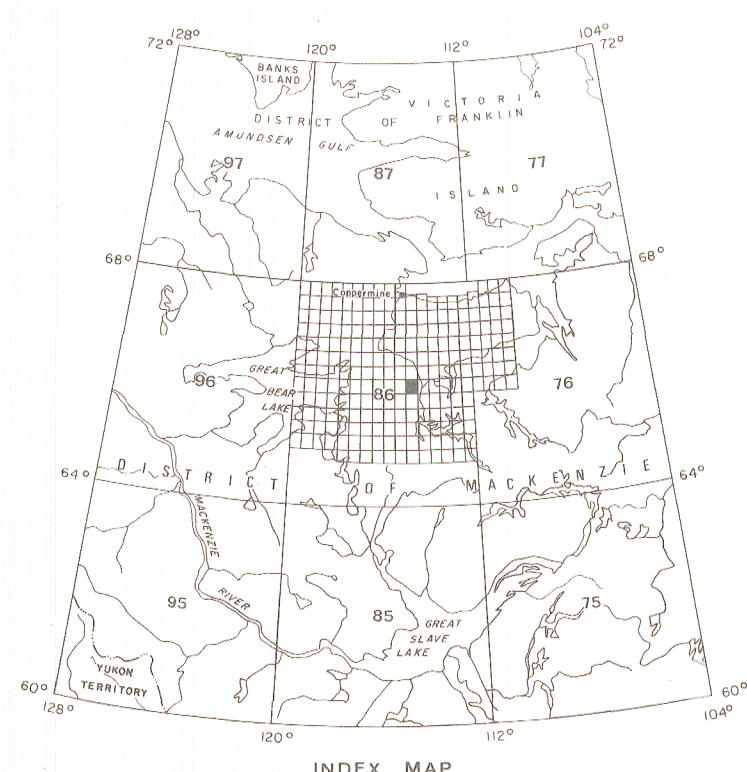 128° 120° 112° 104°
72° 72°
BANKS
ISLAND
VICTORIA
DISTRICT OF FRANKLIN
AMUNDSEN GULF
97 87 77
ISLAND
68° 68°
Coppermine
GREAT
BEAR
LAKE
96 86 76
DISTRICT OF MACKENZIE
64° 64°
MACKENZIE
RIVER
95 85 75
GREAT
SLAVE
LAKE
YUKON
TERRITORY
60° 60°
128° 120° 112° 104°
INDEX MAP